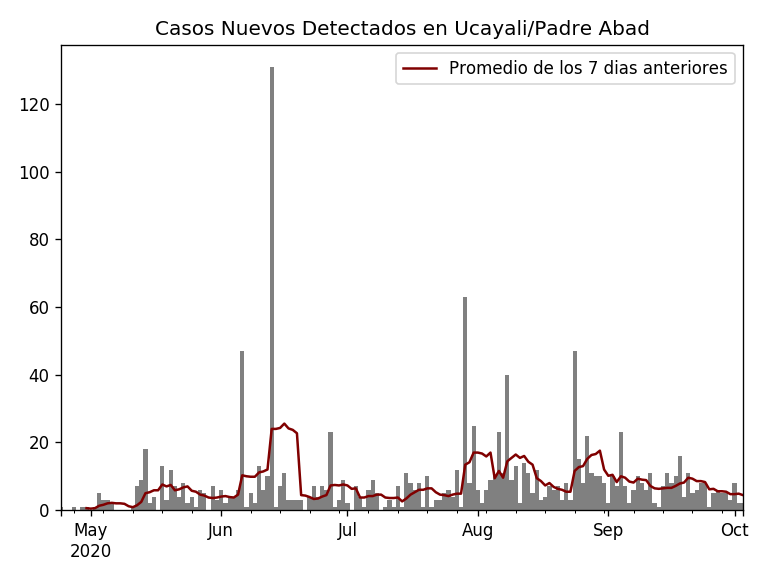 Casos Nuevos Detectados en Ucayali/Padre Abad
Promedio de los 7 dias anteriores
120
100
80
60
40
20
0
May Jun Jul Aug Sep Oct
2020